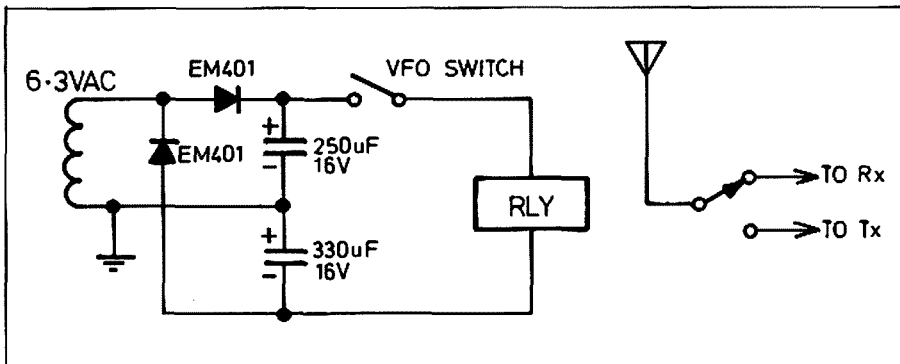 6·3VAC
EM401
VFO SWITCH
EM401
+
250uF
-
16V
+
330uF
-
16V
RLY
TO Rx
TO Tx